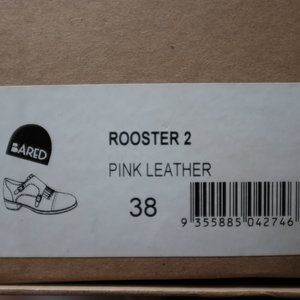 BARED
ROOSTER 2
PINK LEATHER
38
9 355885 042746